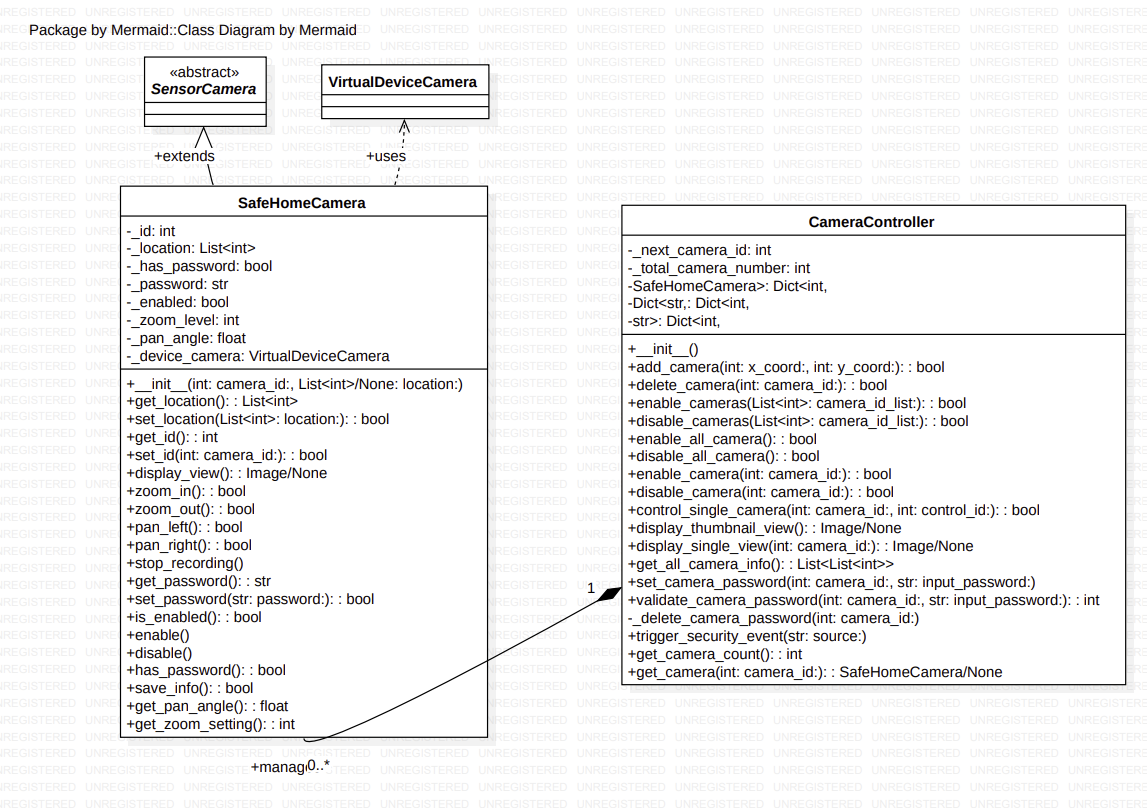 Package by Mermaid::Class Diagram by Mermaid
«abstract»
SensorCamera
VirtualDeviceCamera
+extends
+uses
SafeHomeCamera
-_id: int
-_location: List<int>
-_has_password: bool
-_password: str
-_enabled: bool
-_zoom_level: int
-_pan_angle: float
-_device_camera: VirtualDeviceCamera
+__init__(int: camera_id:, List<int>/None: location:)
+get_location(): : List<int>
+set_location(List<int>: location:): : bool
+get_id(): : int
+set_id(int: camera_id:): : bool
+display_view(): : Image/None
+zoom_in(): : bool
+zoom_out(): : bool
+pan_left(): : bool
+pan_right(): : bool
+stop_recording()
+get_password(): : str
+set_password(str: password:): : bool
+is_enabled(): : bool
+enable()
+disable()
+has_password(): : bool
+save_info(): : bool
+get_pan_angle(): : float
+get_zoom_setting(): : int
CameraController
-_next_camera_id: int
-_total_camera_number: int
-SafeHomeCamera>: Dict<int,
-Dict<str,: Dict<int,
-str>: Dict<int,
+__init__()
+add_camera(int: x_coord:, int: y_coord:): : bool
+delete_camera(int: camera_id:): : bool
+enable_cameras(List<int>: camera_id_list:): : bool
+disable_cameras(List<int>: camera_id_list:): : bool
+enable_all_camera(): : bool
+disable_all_camera(): : bool
+enable_camera(int: camera_id:): : bool
+disable_camera(int: camera_id:): : bool
+control_single_camera(int: camera_id:, int: control_id:): : bool
+display_thumbnail_view(): : Image/None
+display_single_view(int: camera_id:): : Image/None
+get_all_camera_info(): : List<List<int>>
+set_camera_password(int: camera_id:, str: input_password:)
+validate_camera_password(int: camera_id:, str: input_password:): : int
-_delete_camera_password(int: camera_id:)
+trigger_security_event(str: source:)
+get_camera_count(): : int
+get_camera(int: camera_id:): : SafeHomeCamera/None
1
+manag
0..*
UNREGISTERED